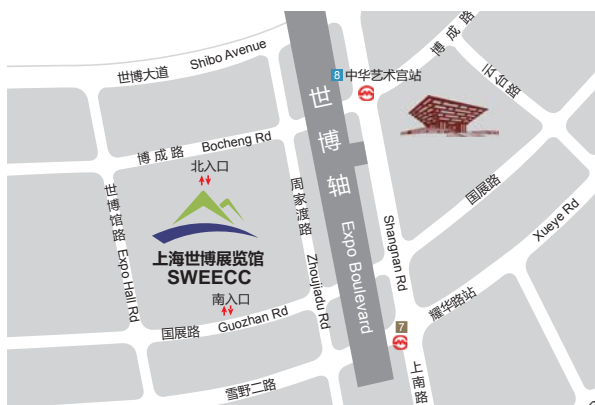 世博大道
Shibo Avenue
8 中华艺术宫站
博成路
云台路
博成路
Bocheng Rd
北入口
世博轴
Expo Boulevard
周家渡路
Zhoujiadu Rd
世博馆路
Expo Hall Rd
国展路
Xueye Rd
Shangnan Rd
上海世博展览馆
SWEECC
南入口
国展路
Guozhan Rd
耀华路站
7
上南路
雪野二路